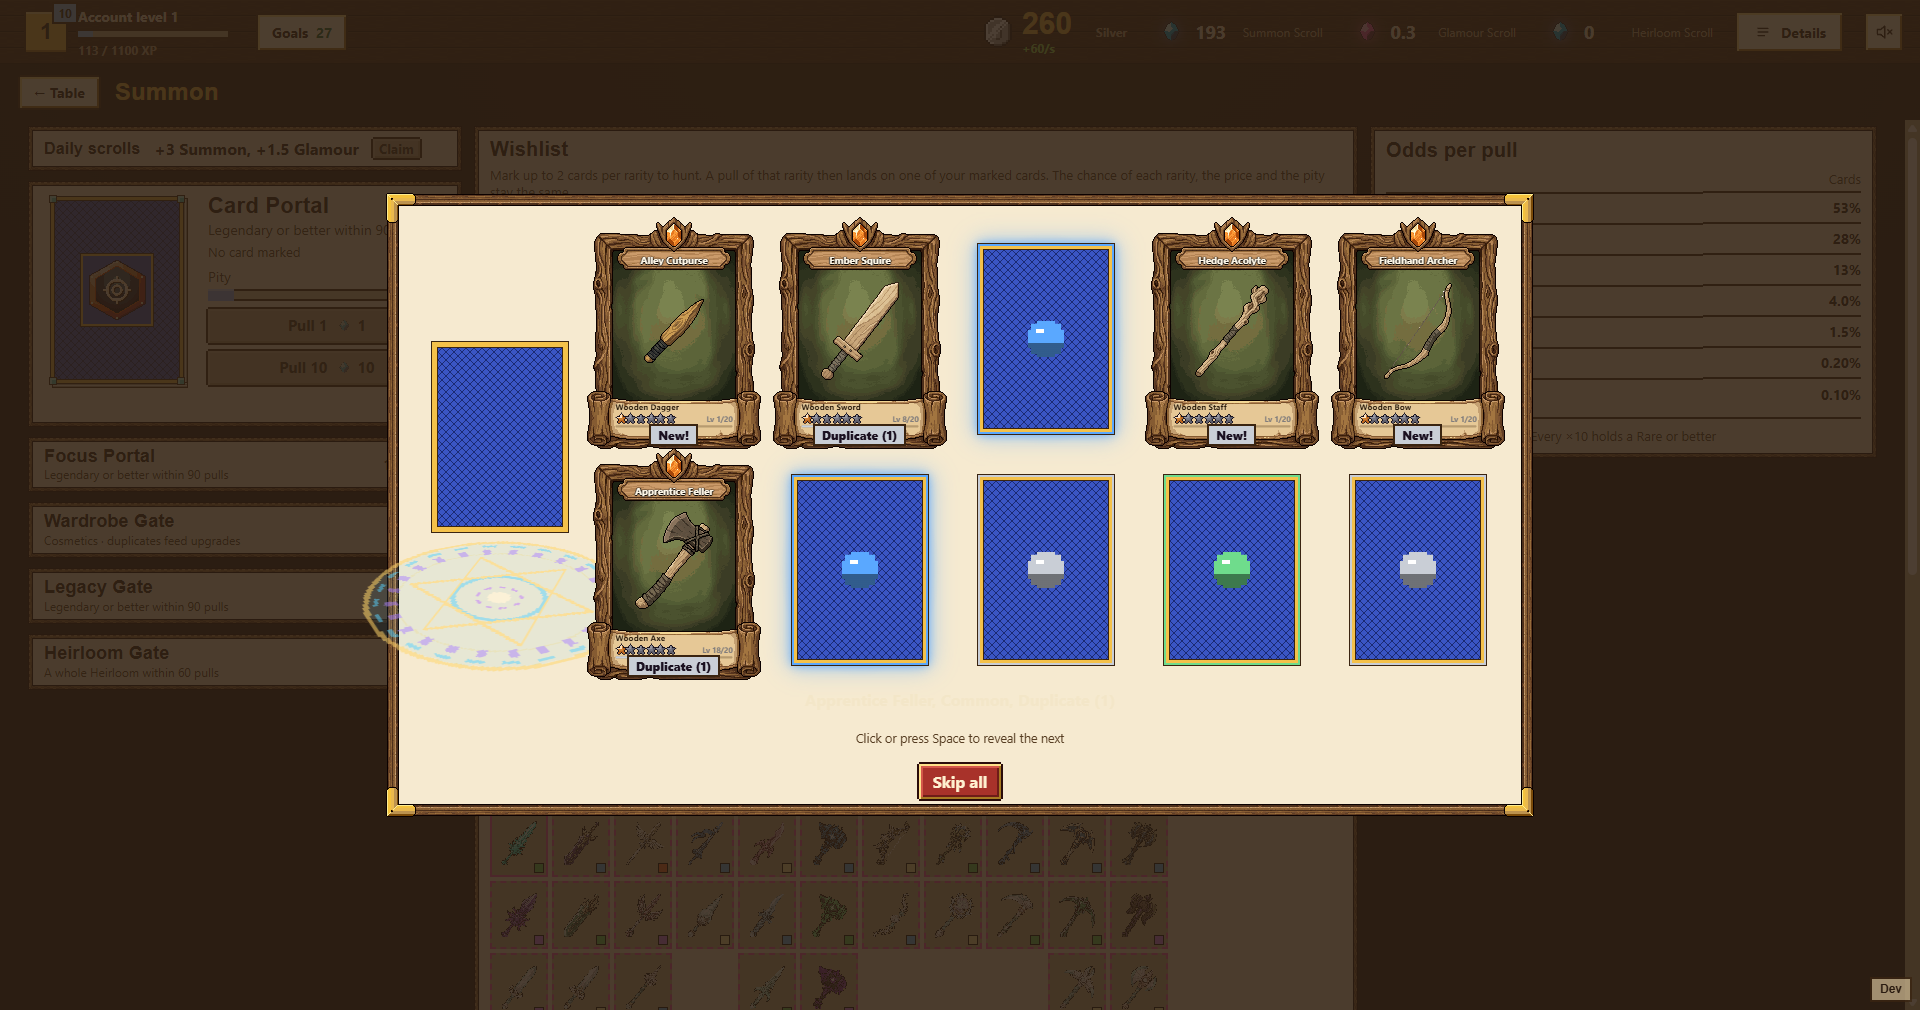 1
10
Account level 1
113 / 1100 XP
Goals 27
260
+60/s
Silver
193
Summon Scroll
0.3
Glamour Scroll
0
Heirloom Scroll
Details
← Table
Summon
Daily scrolls +3 Summon, +1.5 Glamour Claim
Card Portal
Legendary or better within 90
No card marked
Pity
Pull 1 1
Pull 10 10
Focus Portal
Legendary or better within 90 pulls
Wardrobe Gate
Cosmetics · duplicates feed upgrades
Legacy Gate
Legendary or better within 90 pulls
Heirloom Gate
A whole Heirloom within 60 pulls
Wishlist
Mark up to 2 cards per rarity to hunt. A pull of that rarity then lands on one of your marked cards. The chance of each rarity, the price and the pity
stay the same.
Odds per pull
Cards
53%
28%
13%
4.0%
1.5%
0.20%
0.10%
Every ×10 holds a Rare or better
Alley Cutpurse
Wooden Dagger
Lv 1/20
New!
Ember Squire
Wooden Sword
Lv 8/20
Duplicate (1)
Hedge Acolyte
Wooden Staff
Lv 1/20
New!
Fieldhand Archer
Wooden Bow
Lv 1/20
New!
Apprentice Feller
Wooden Axe
Lv 18/20
Duplicate (1)
Apprentice Feller, Common, Duplicate (1)
Click or press Space to reveal the next
Skip all
Dev